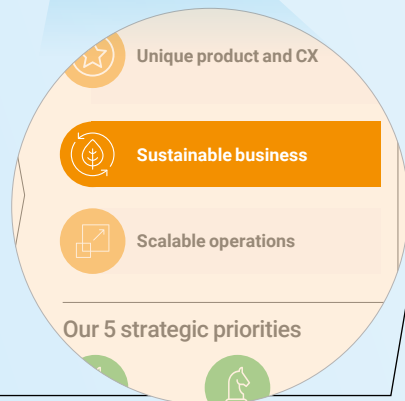 Unique product and CX
Sustainable business
Scalable operations
Our 5 strategic priorities